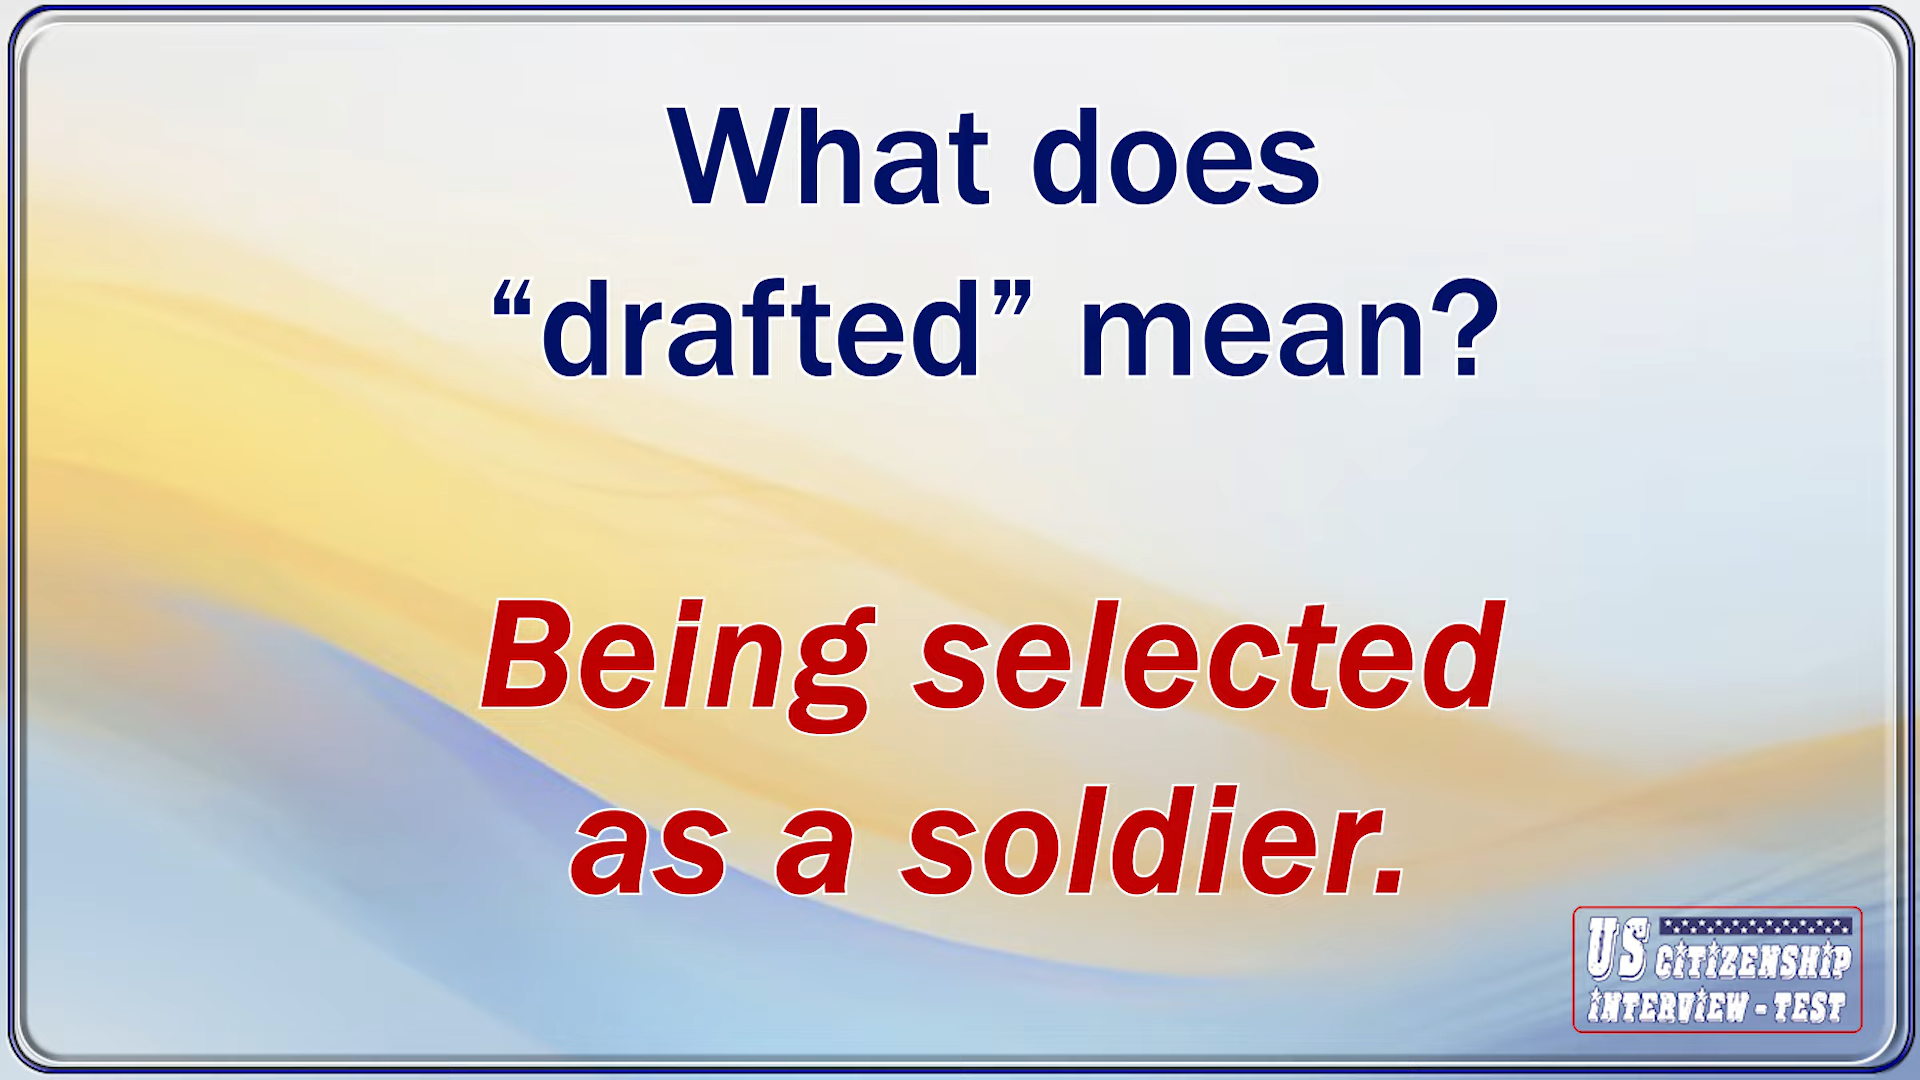 What does
“drafted” mean?
Being selected
as a soldier.
US CITIZENSHIP
INTERVIEW - TEST